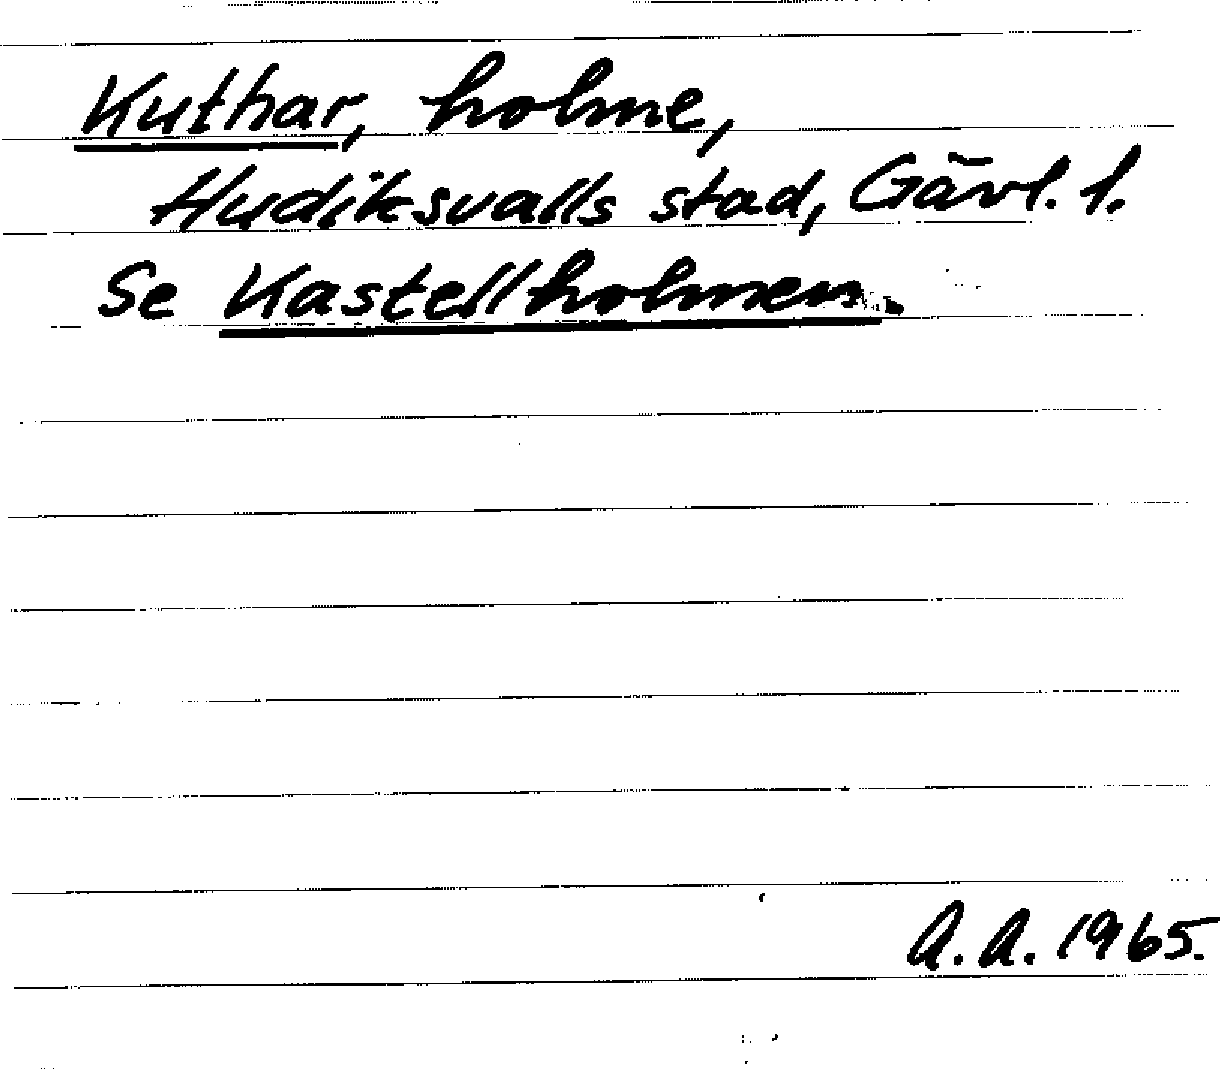 Kuthar, holme,
Hudiksvalls stad, Gävl. l.
Se Kastellholmen.
A.A. 1965.